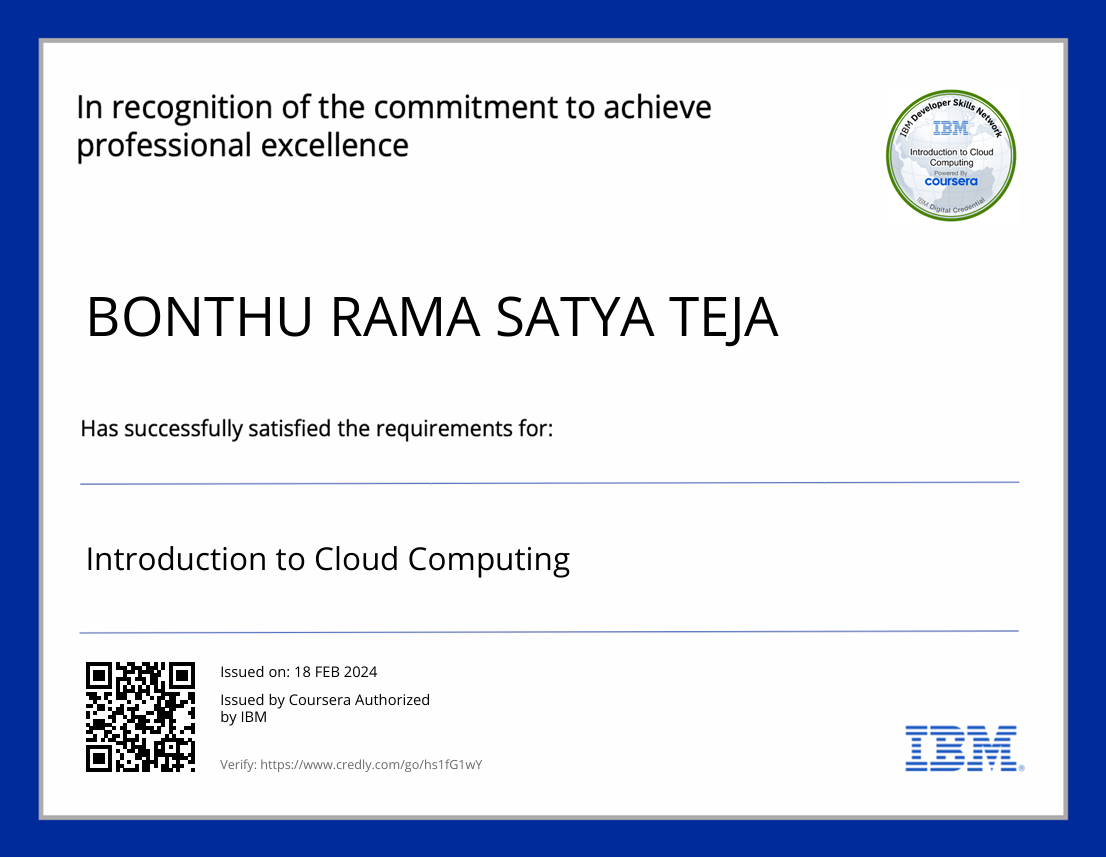 In recognition of the commitment to achieve
professional excellence
IBM Developer Skills Network
IBM
Introduction to Cloud
Computing
Powered By
coursera
IBM Digital Credential
BONTHU RAMA SATYA TEJA
Has successfully satisfied the requirements for:
Introduction to Cloud Computing
Issued on: 18 FEB 2024
Issued by Coursera Authorized
by IBM
Verify: https://www.credly.com/go/hs1fG1wY
IBM®